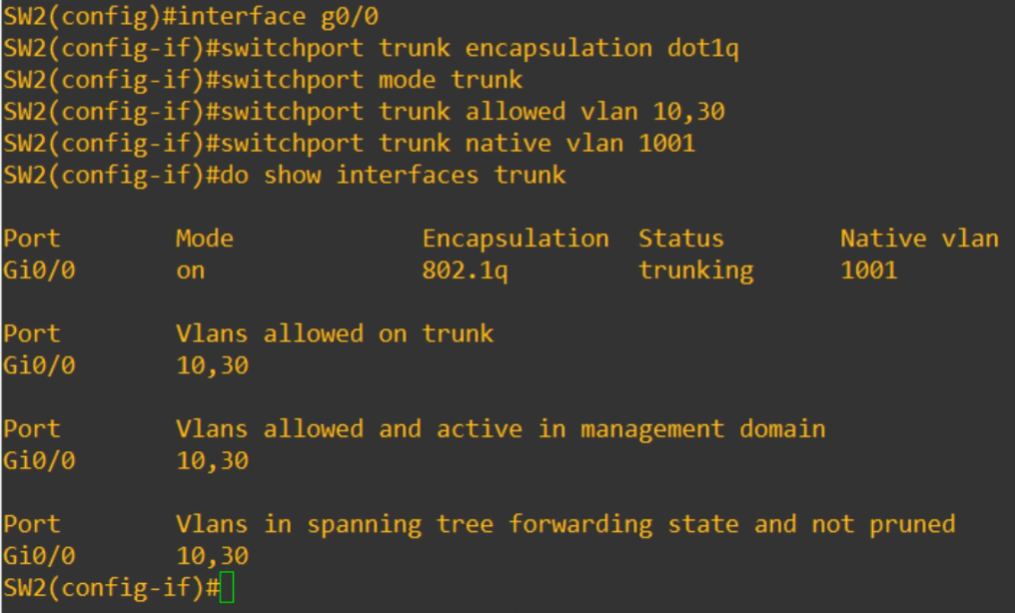 SW2(config)#interface g0/0
SW2(config-if)#switchport trunk encapsulation dot1q
SW2(config-if)#switchport mode trunk
SW2(config-if)#switchport trunk allowed vlan 10,30
SW2(config-if)#switchport trunk native vlan 1001
SW2(config-if)#do show interfaces trunk
Port        Mode             Encapsulation  Status        Native vlan
Gi0/0       on               802.1q         trunking      1001
Port        Vlans allowed on trunk
Gi0/0       10,30
Port        Vlans allowed and active in management domain
Gi0/0       10,30
Port        Vlans in spanning tree forwarding state and not pruned
Gi0/0       10,30
SW2(config-if)#